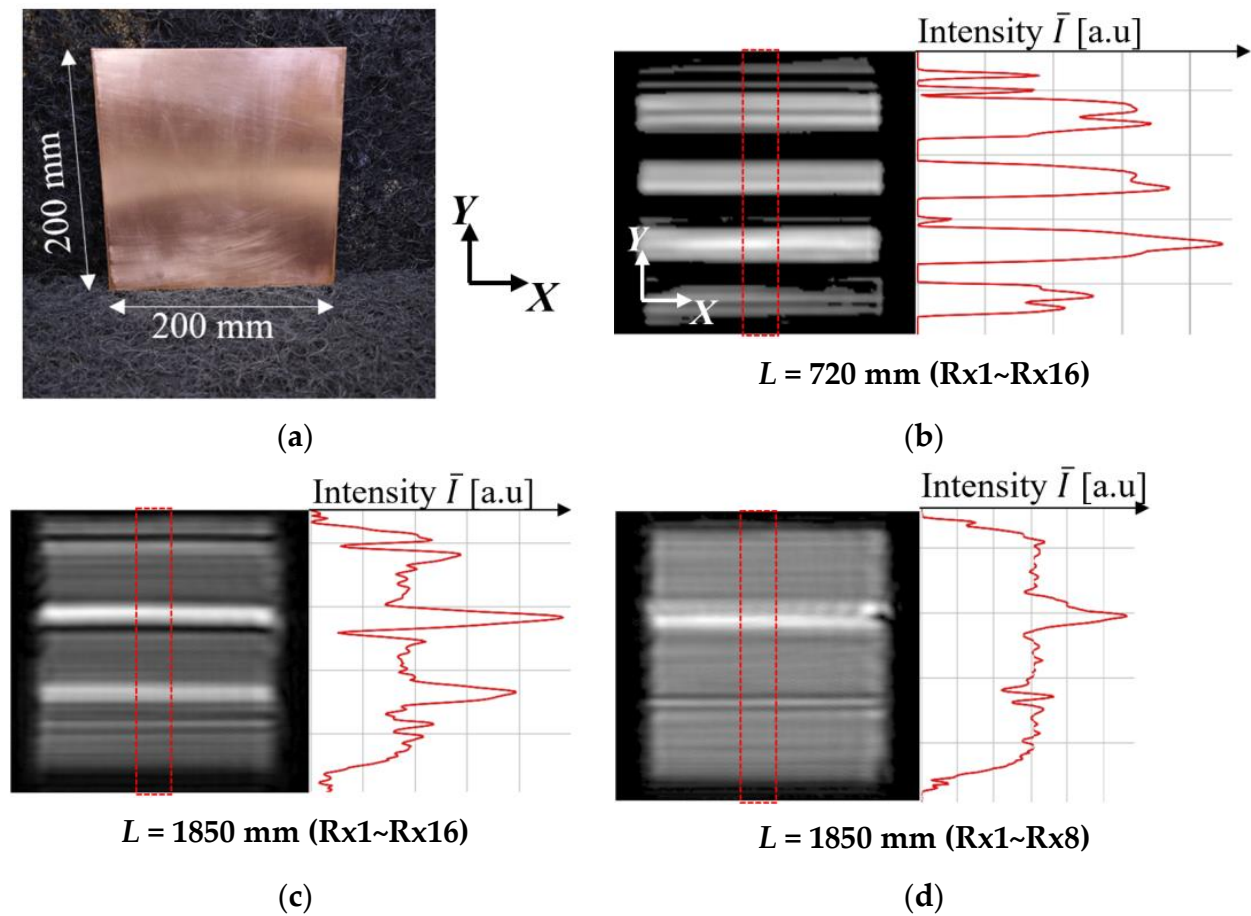 200 mm
200 mm
Y
X
(a)
Intensity Ī [a.u]
Y
X
L = 720 mm (Rx1~Rx16)
(b)
Intensity Ī [a.u]
L = 1850 mm (Rx1~Rx16)
(c)
Intensity Ī [a.u]
L = 1850 mm (Rx1~Rx8)
(d)